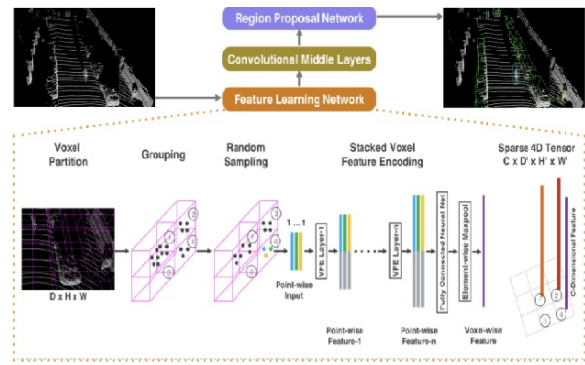 Region Proposal Network
Convolutional Middle Layers
Feature Learning Network
Voxel
Partition
Grouping
Random
Sampling
Stacked Voxel
Feature Encoding
Sparse 4D Tensor
C x D' x H' x W'
D x H x W
1 ... t
Point-wise
Input
VFE Layer-1
Point-wise
Feature-1
VFE Layer-n
Point-wise
Feature-n
Fully Connected Neural Net
Element-wise Maxpool
Voxel-wise
Feature
C-Dimensional Feature